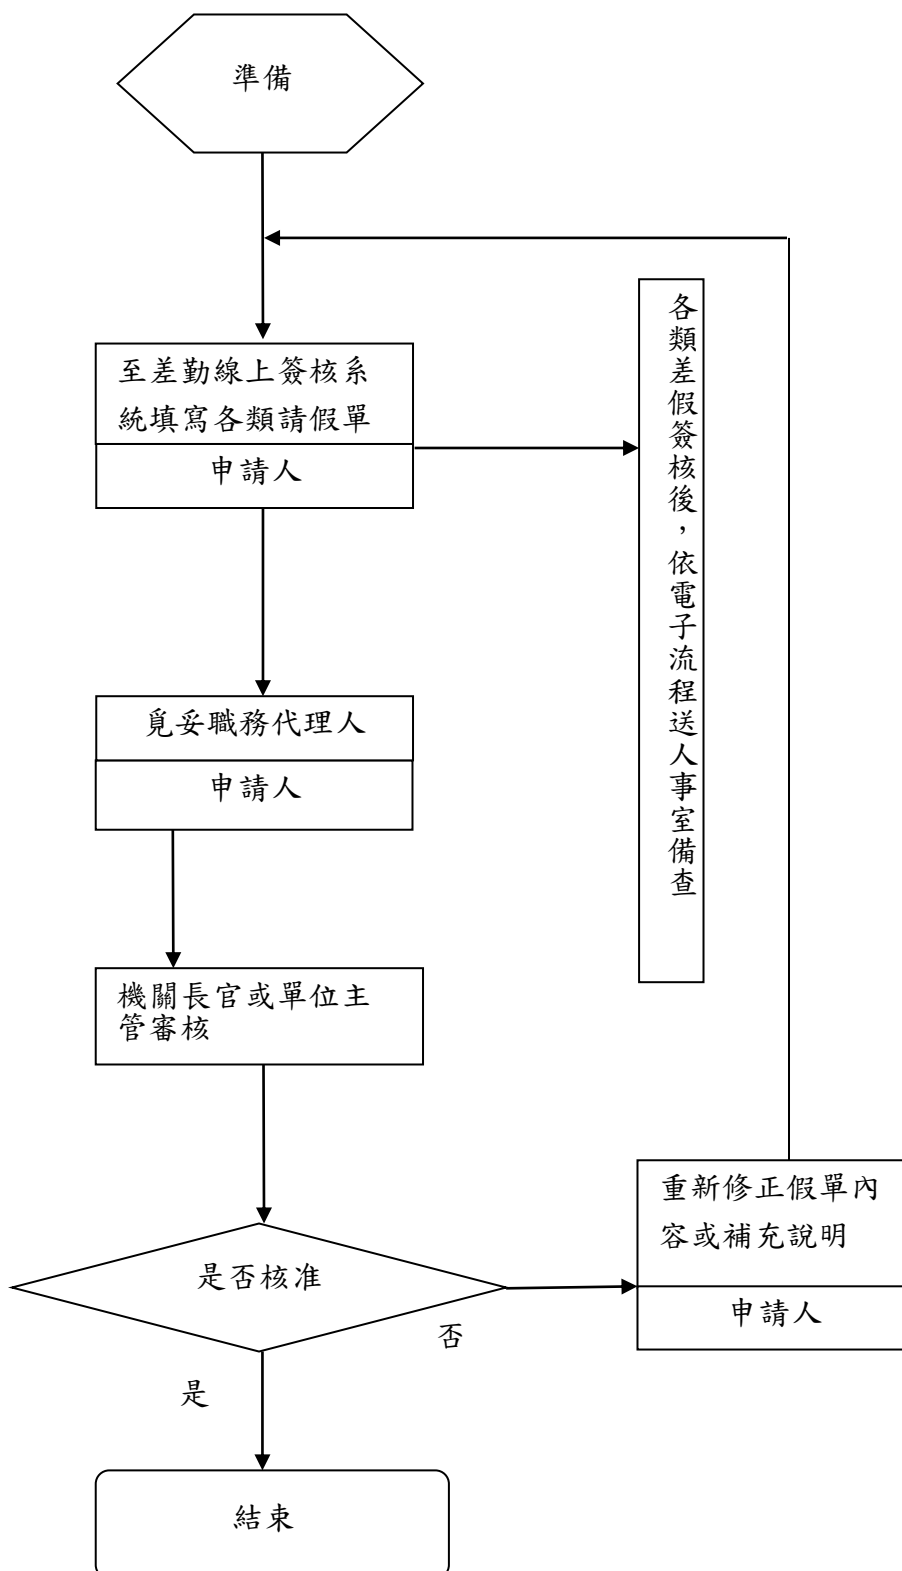 準備
至差勤線上簽核系
統填寫各類請假單
申請人
各類差假簽核後，依電子流程送人事室備查
覓妥職務代理人
申請人
機關長官或單位主
管審核
是否核准
否
是
重新修正假單內
容或補充說明
申請人
結束